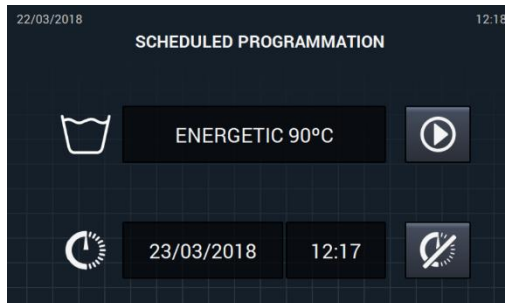 22/03/2018 12:18
SCHEDULED PROGRAMMATION
ENERGETIC 90ºC
23/03/2018 12:17